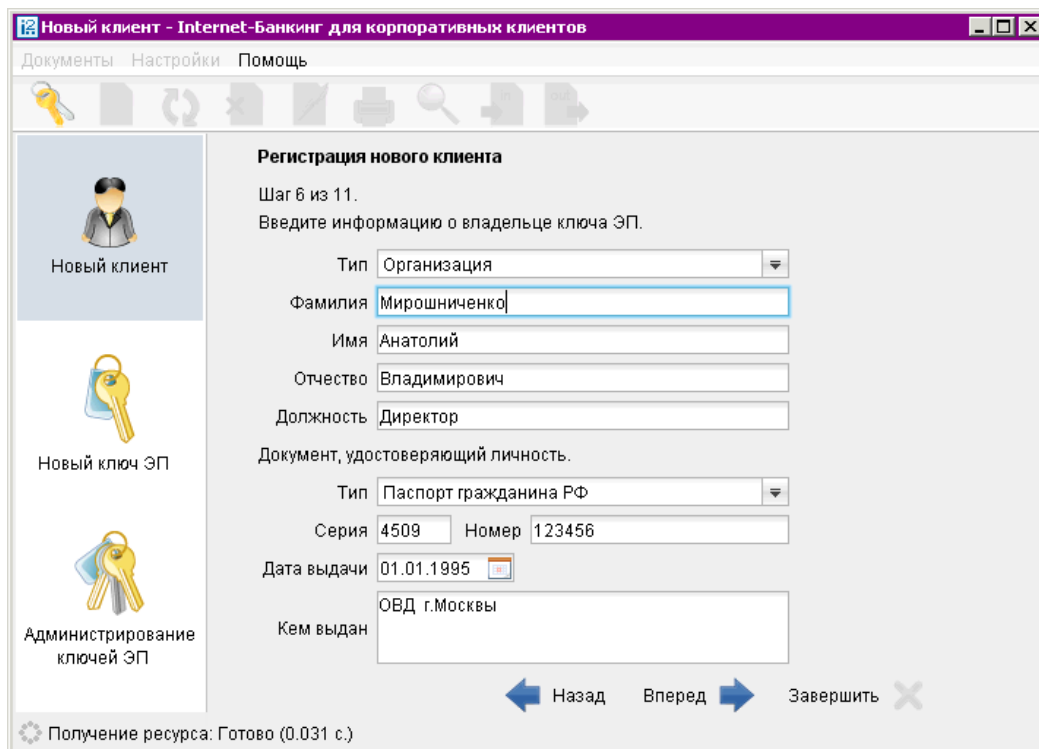 Новый клиент - Internet-Банкинг для корпоративных клиентов
Документы Настройки Помощь
in out
Новый клиент
Новый ключ ЭП
Администрирование
ключей ЭП
Регистрация нового клиента
Шаг 6 из 11.
Введите информацию о владельце ключа ЭП.
Тип Организация
Фамилия Мирошниченко
Имя Анатолий
Отчество Владимирович
Должность Директор
Документ, удостоверяющий личность.
Тип Паспорт гражданина РФ
Серия 4509 Номер 123456
Дата выдачи 01.01.1995
Кем выдан ОВД г.Москвы
Назад Вперед Завершить
Получение ресурса: Готово (0.031 с.)